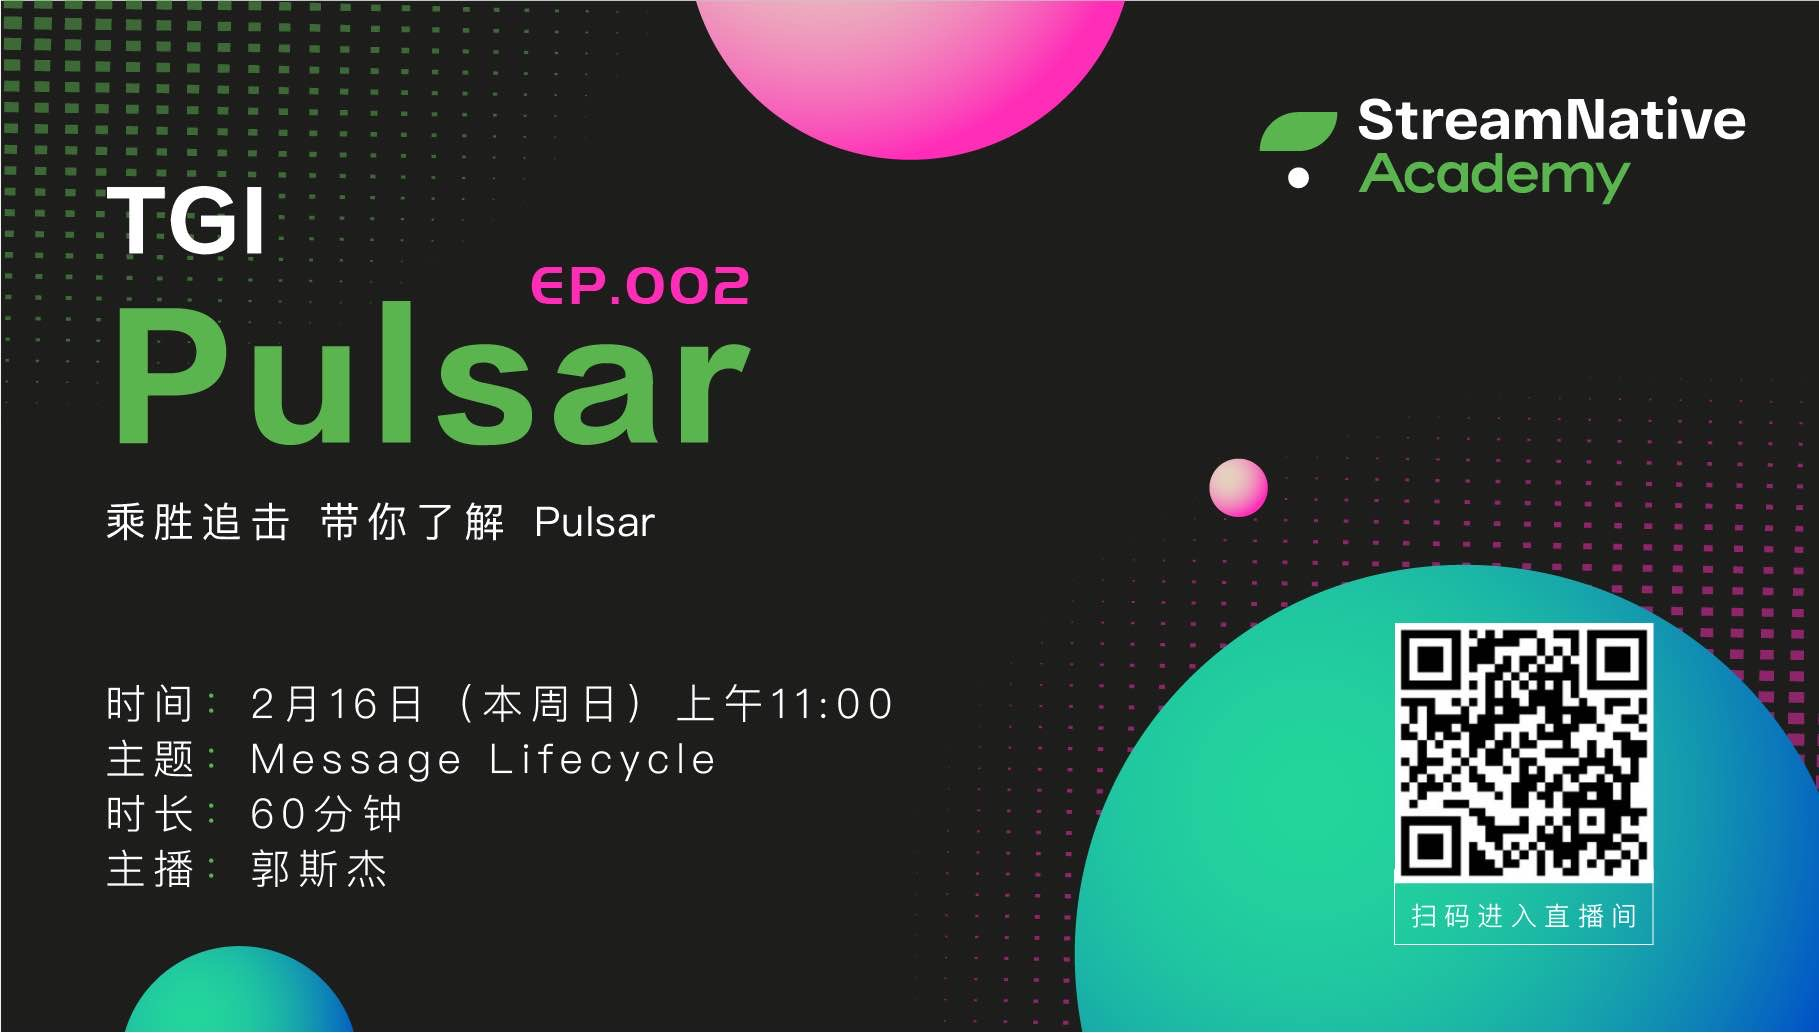 StreamNative
Academy
TGI
EP.002
Pulsar
乘胜追击 带你了解 Pulsar
时间：2月16日（本周日）上午11:00
主题：Message Lifecycle
时长：60分钟
主播：郭斯杰
扫码进入直播间